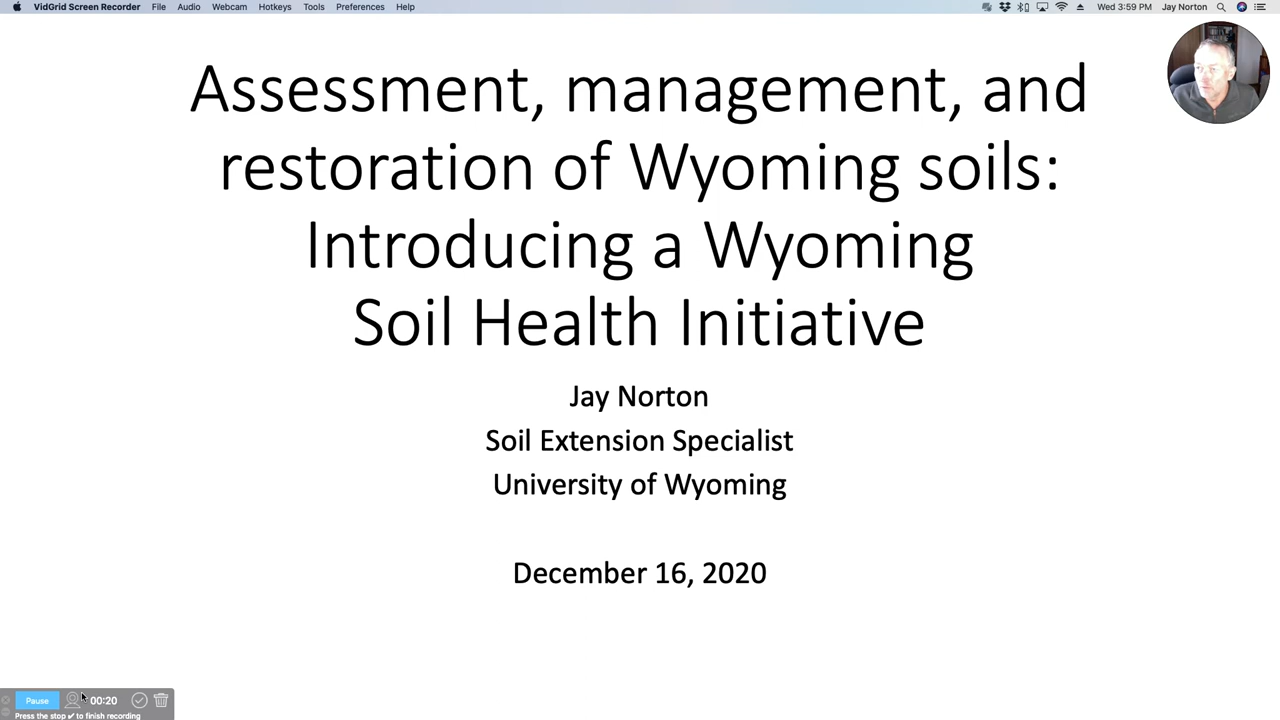 VidGrid Screen Recorder File Audio Webcam Hotkeys Tools Preferences Help Wed 3:59 PM Jay Norton
Assessment, management, and
restoration of Wyoming soils:
Introducing a Wyoming
Soil Health Initiative
Jay Norton
Soil Extension Specialist
University of Wyoming
December 16, 2020
Pause 00:20
Press the stop ✔ to finish recording